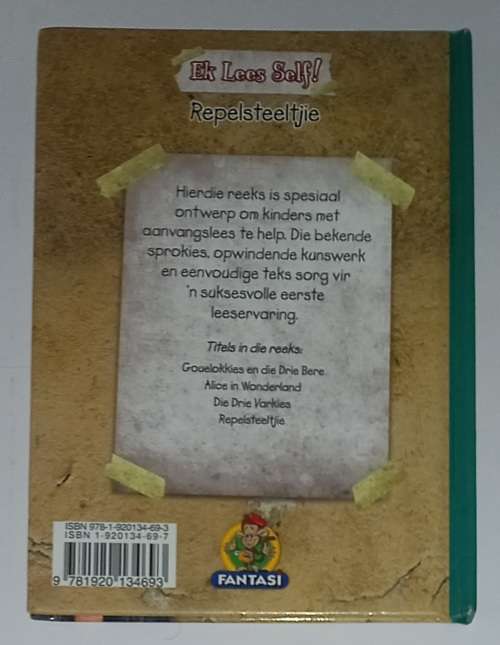 Ek Lees Self!
Repelsteeltjie
Hierdie reeks is spesiaal
ontwerp om kinders met
aanvangslees te help. Die bekende
sprokies, opwindende kunswerk
en eenvoudige teks sorg vir
'n suksesvolle eerste
leeservaring.
Titels in die reeks:
Gouelokkies en die Drie Bere
Alice in Wonderland
Die Drie Varkies
Repelsteeltjie
ISBN 978-1-920134-69-3
ISBN 1-920134-69-7
9 781920 134693
FANTASI